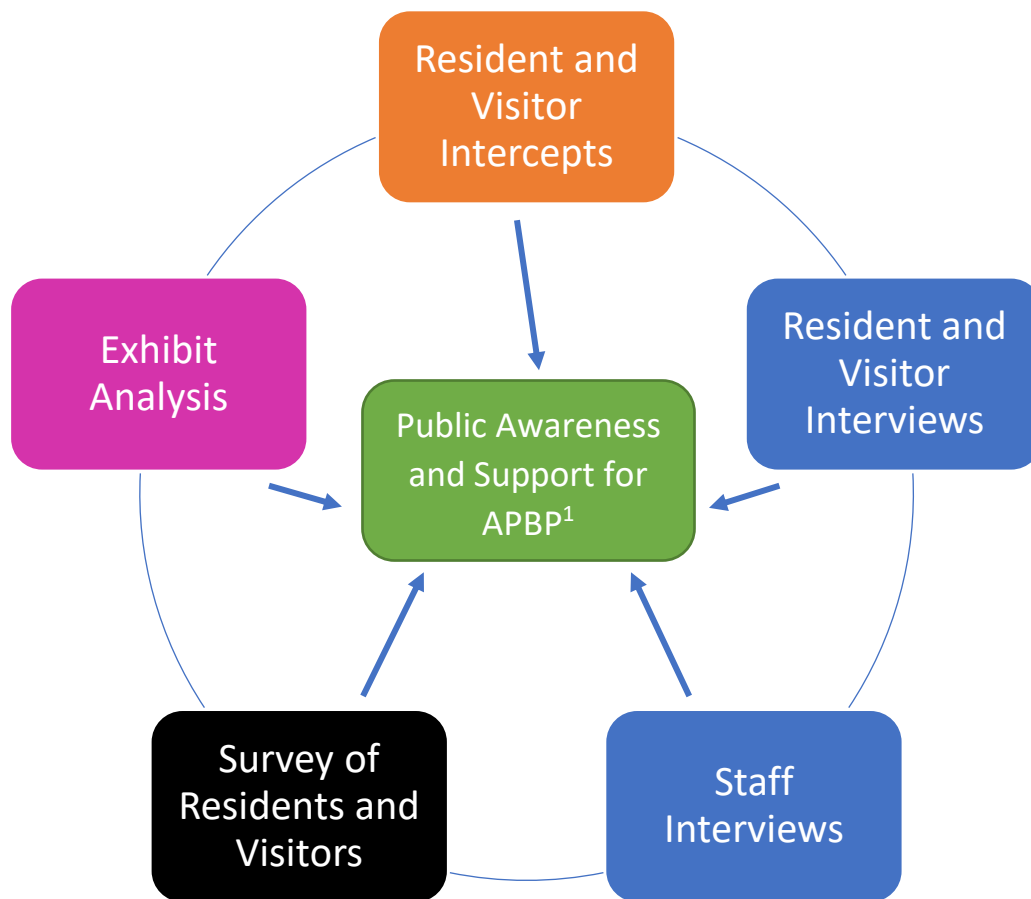 Resident and
Visitor
Intercepts
Exhibit
Analysis
Resident and
Visitor
Interviews
Public Awareness
and Support for
APBP¹
Survey of
Residents and
Visitors
Staff
Interviews